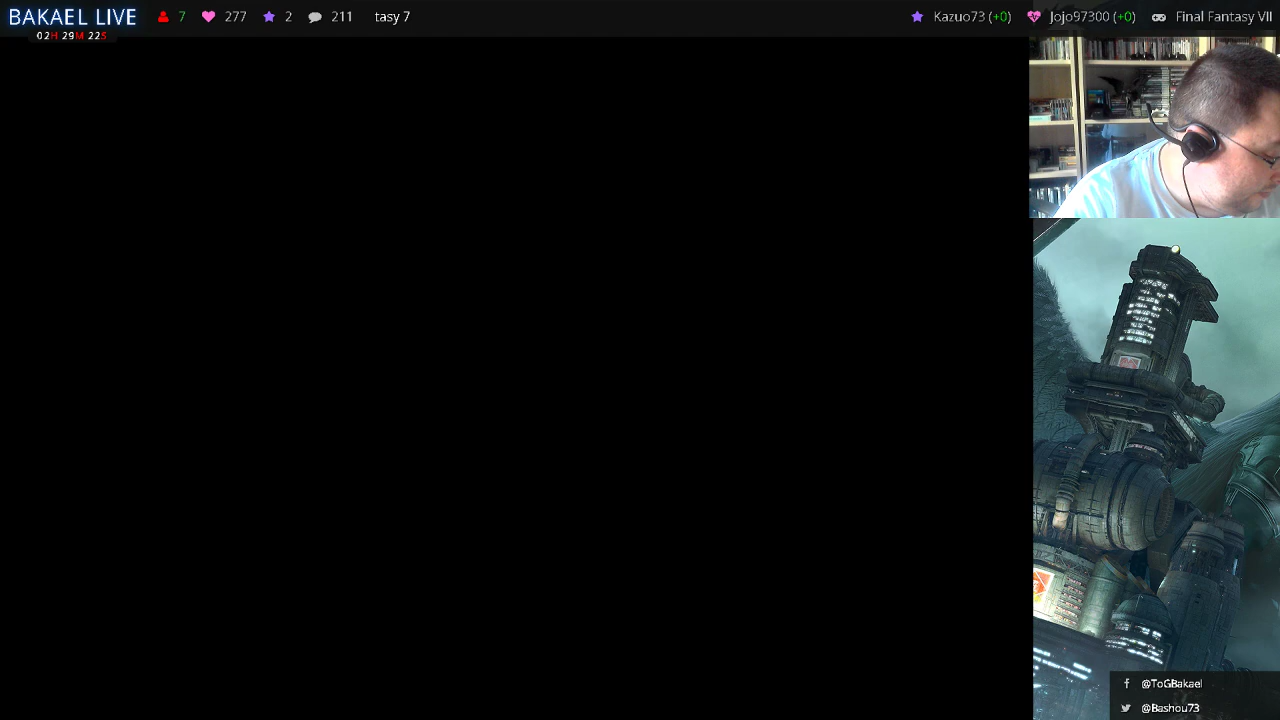 BAKAEL LIVE 7 277 2 211 tasy 7 Kazuo73 (+0) Jojo97300 (+0) Final Fantasy VII
02H 29M 22S
@ToGBakael
@Bashou73